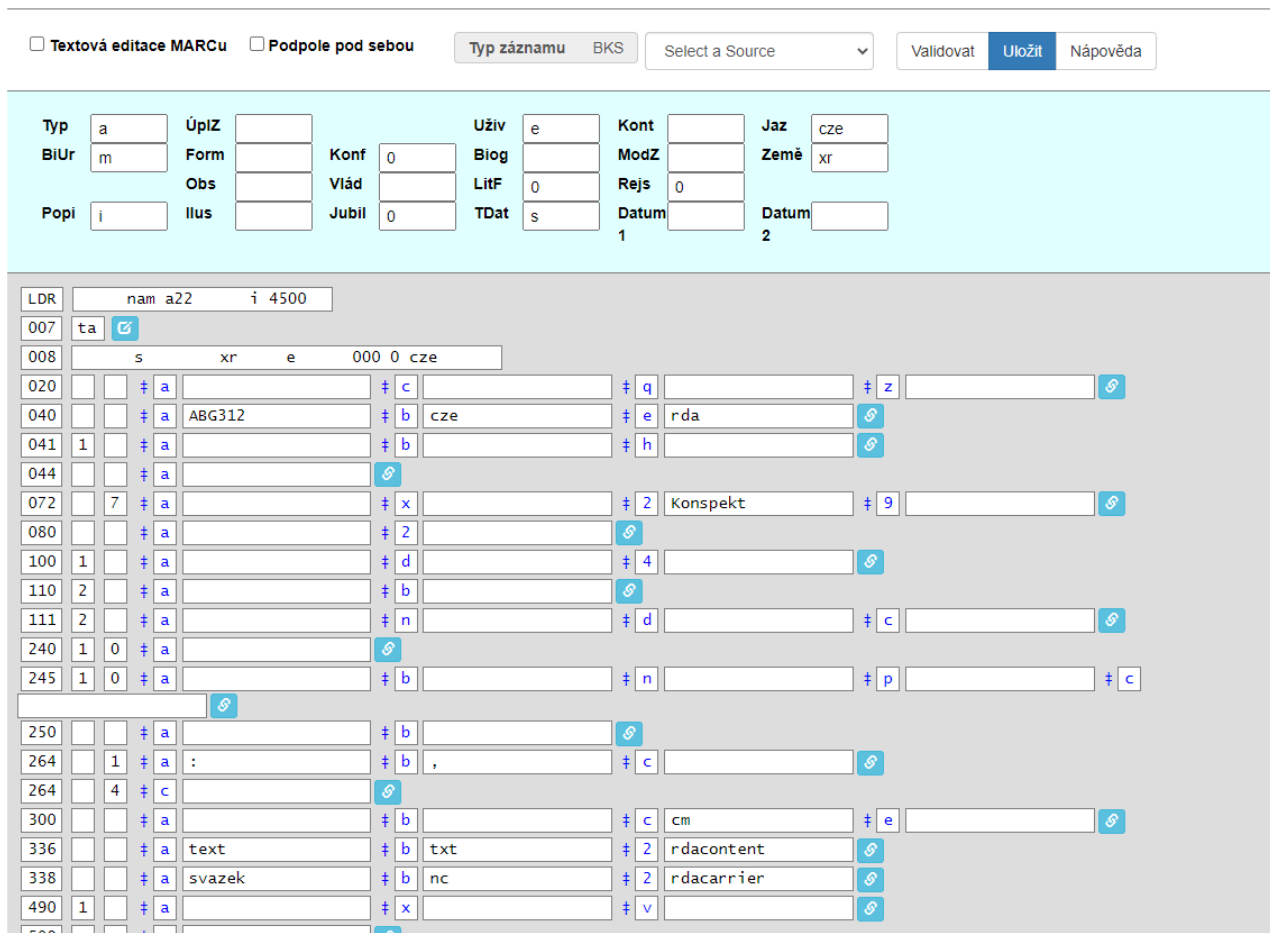 Textová editace MARCu Podpole pod sebou Typ záznamu BKS Select a Source Validovat Uložit Nápověda
Typ a ÚplZ Uživ e Kont Jaz cze
BiUr m Form Konf 0 Biog ModZ Země xr
Obs Vlád LitF 0 Rejs 0
Popi i Ilus Jubil 0 TDat s Datum 1 Datum 2
LDR nam a22 i 4500
007 ta
008 s xr e 000 0 cze
020 ‡ a ‡ c ‡ q ‡ z
040 ‡ a ABG312 ‡ b cze ‡ e rda
041 1 ‡ a ‡ b ‡ h
044 ‡ a
072 7 ‡ a ‡ x ‡ 2 Konspekt ‡ 9
080 ‡ a ‡ 2
100 1 ‡ a ‡ d ‡ 4
110 2 ‡ a ‡ b
111 2 ‡ a ‡ n ‡ d ‡ c
240 1 0 ‡ a
245 1 0 ‡ a ‡ b ‡ n ‡ p ‡ c
250 ‡ a ‡ b
264 1 ‡ a : ‡ b , ‡ c
264 4 ‡ c
300 ‡ a ‡ b ‡ c cm ‡ e
336 ‡ a text ‡ b txt ‡ 2 rdacontent
338 ‡ a svazek ‡ b nc ‡ 2 rdacarrier
490 1 ‡ a ‡ x ‡ v